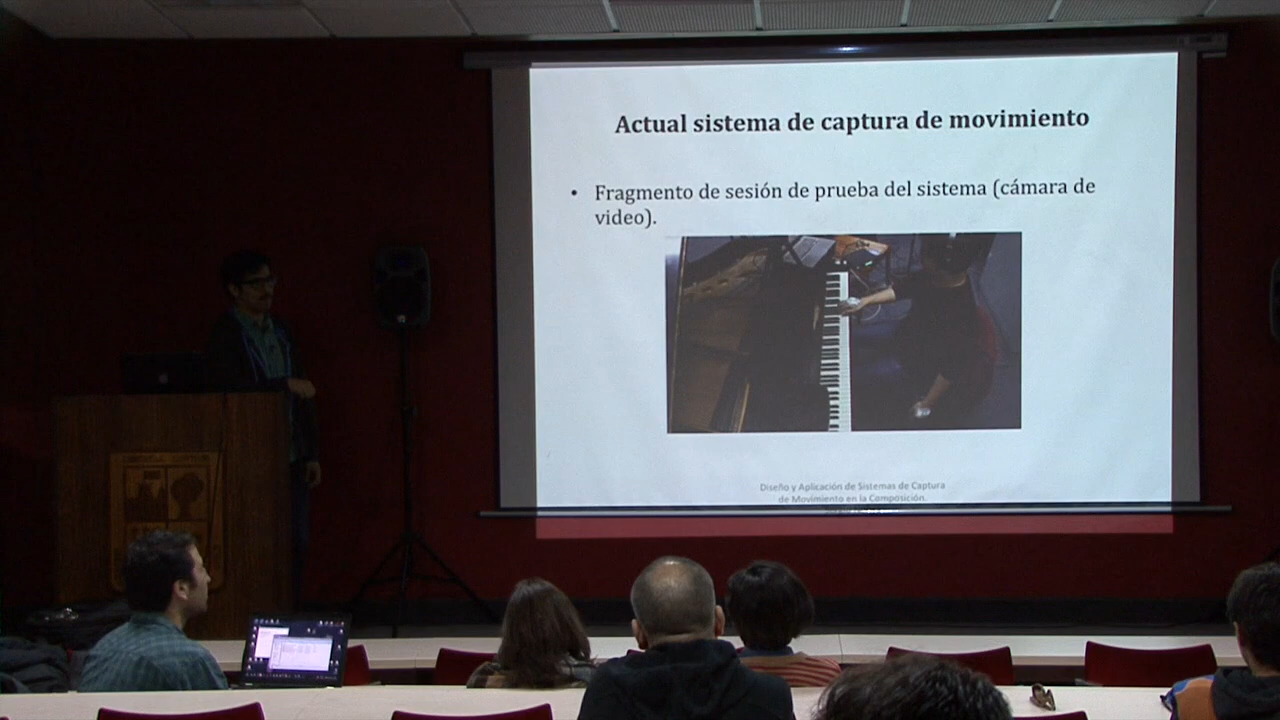 Actual sistema de captura de movimiento
• Fragmento de sesión de prueba del sistema (cámara de
video).
Diseño y Aplicación de Sistemas de Captura
de Movimiento en la Composición.